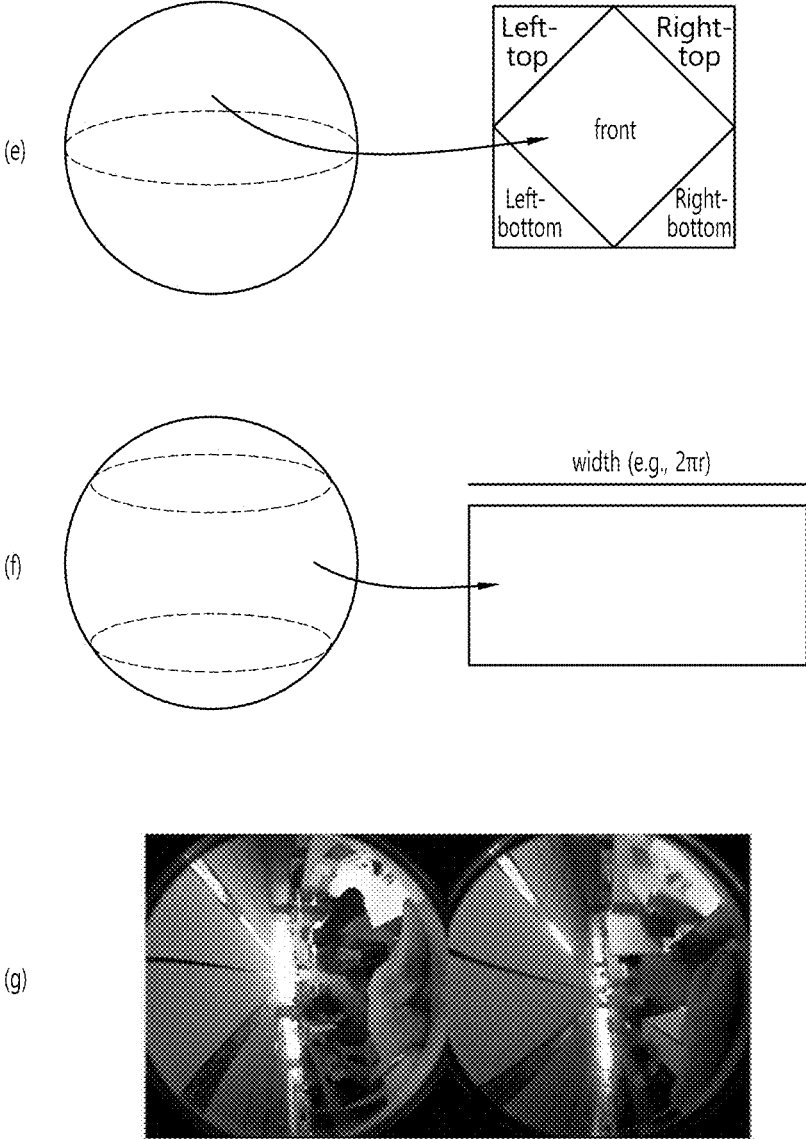 (e)
Left-
top
Right-
top
front
Left-
bottom
Right-
bottom
(f)
width (e.g., 2πr)
(g)